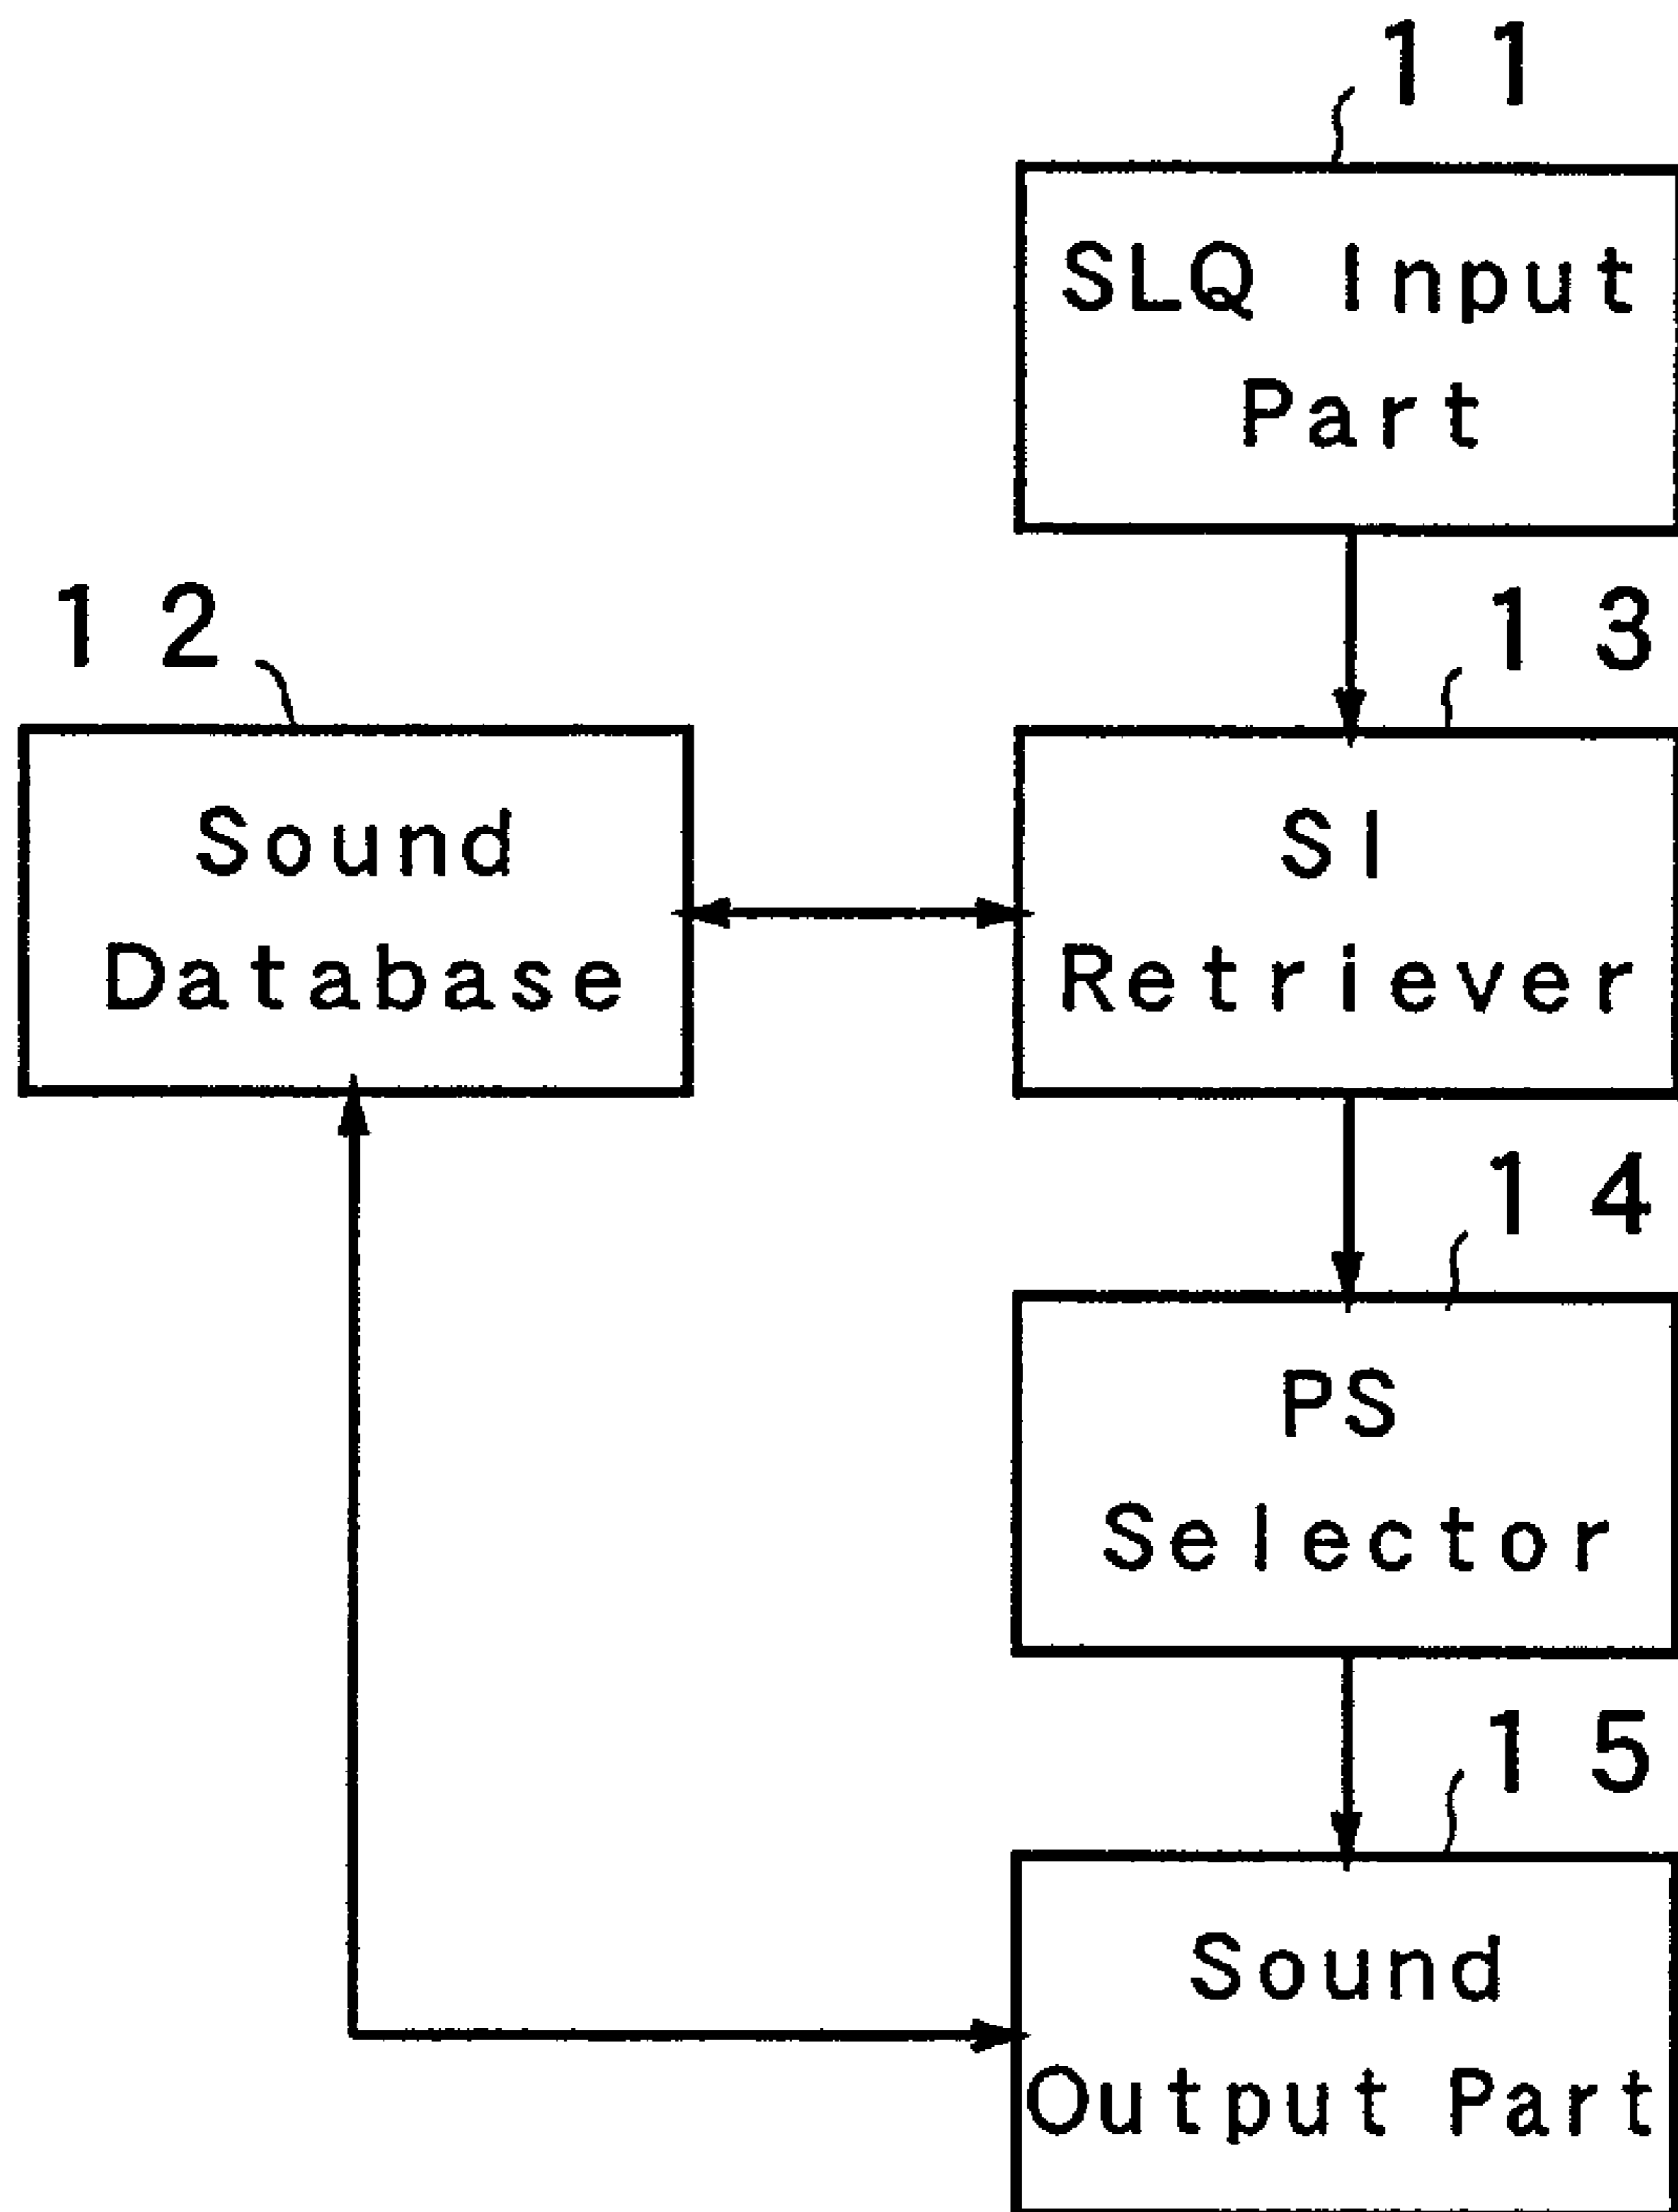 11
SLQ Input
Part
12
13
Sound
Database
SI
Retriever
14
PS
Selector
15
Sound
Output Part